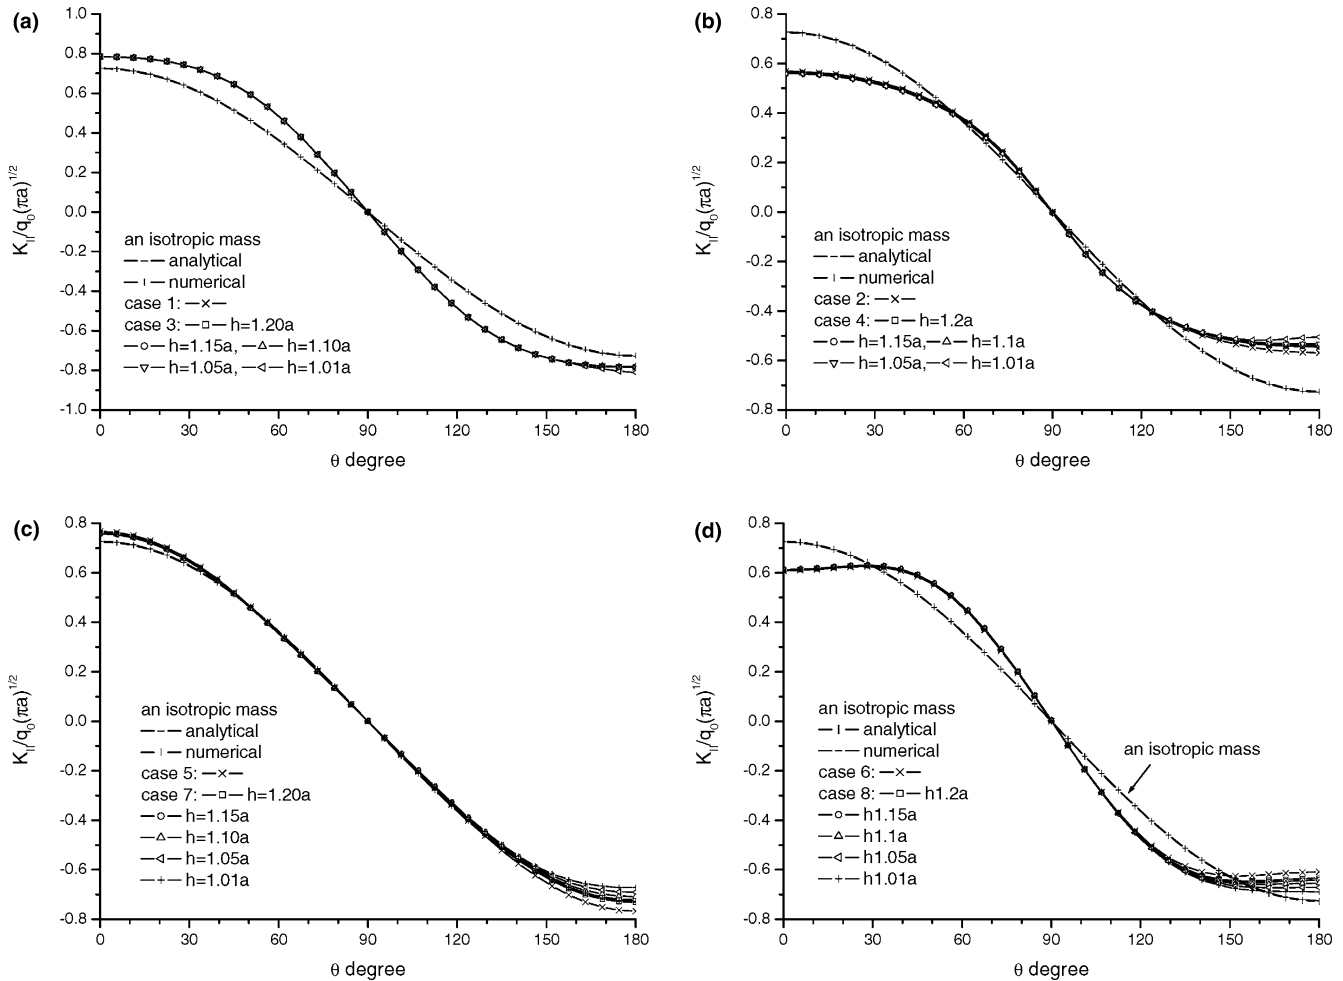 (a)
1.0
0.8
0.6
0.4
0.2
0.0
-0.2
-0.4
-0.6
-0.8
-1.0
K_II/q_0(πa)^1/2
an isotropic mass
analytical
numerical
case 1:
case 3: h=1.20a
h=1.15a, h=1.10a
h=1.05a, h=1.01a
0 30 60 90 120 150 180
θ degree
(b)
0.8
0.6
0.4
0.2
0.0
-0.2
-0.4
-0.6
-0.8
K_II/q_0(πa)^1/2
an isotropic mass
analytical
numerical
case 2:
case 4: h=1.2a
h=1.15a, h=1.1a
h=1.05a, h=1.01a
0 30 60 90 120 150 180
θ degree
(c)
0.8
0.6
0.4
0.2
0.0
-0.2
-0.4
-0.6
-0.8
K_II/q_0(πa)^1/2
an isotropic mass
analytical
numerical
case 5:
case 7: h=1.20a
h=1.15a
h=1.10a
h=1.05a
h=1.01a
0 30 60 90 120 150 180
θ degree
(d)
0.8
0.6
0.4
0.2
0.0
-0.2
-0.4
-0.6
-0.8
K_II/q_0(πa)^1/2
an isotropic mass
analytical
numerical
case 6:
case 8: h1.2a
h1.15a
h1.1a
h1.05a
h1.01a
an isotropic mass
0 30 60 90 120 150 180
θ degree